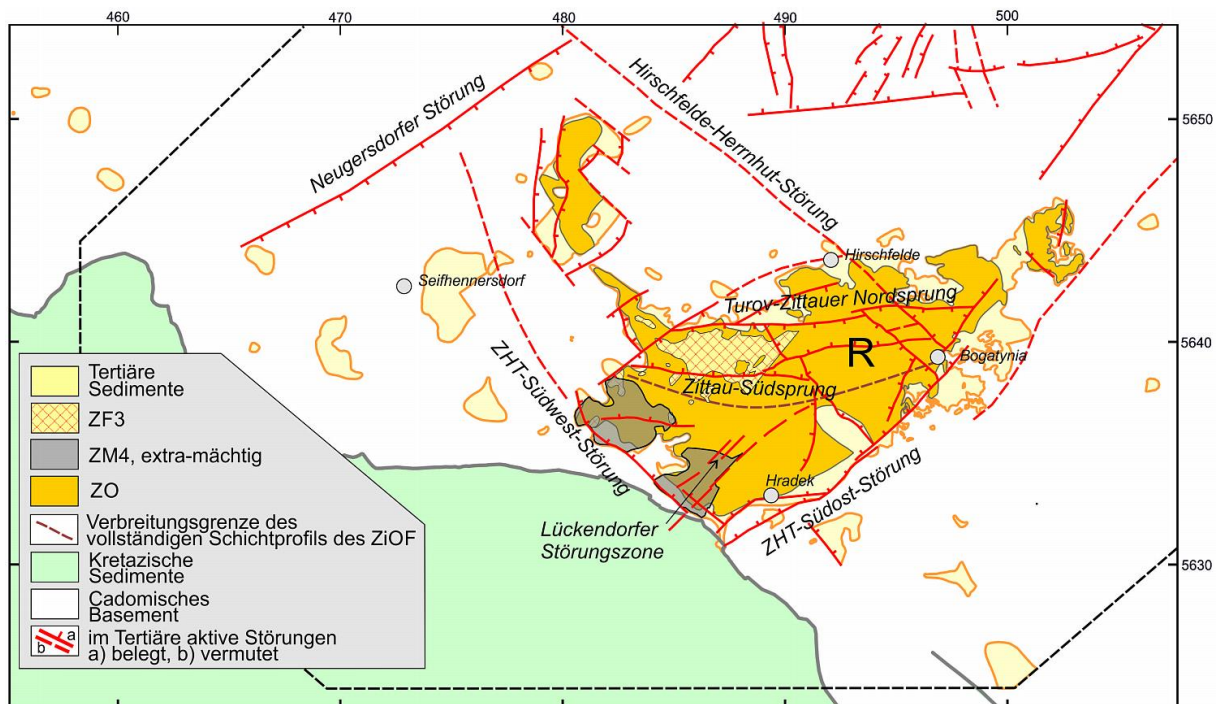 460
470
480
490
500
5650
5640
5630
Neugersdorfer Störung
Hirschfelde-Herrnhut-Störung
Hirschfelde
Seifhennersdorf
Turov-Zittauer Nordsprung
R
Bogatynia
ZHT-Südwest-Störung
Zittau-Südsprung
Hradek
ZHT-Südost-Störung
Lückendorfer
Störungszone
Tertiäre
Sedimente
ZF3
ZM4, extra-mächtig
ZO
Verbreitungsgrenze des
vollständigen Schichtprofils des ZiOF
Kretazische
Sedimente
Cadomisches
Basement
a
b
im Tertiäre aktive Störungen
a) belegt, b) vermutet